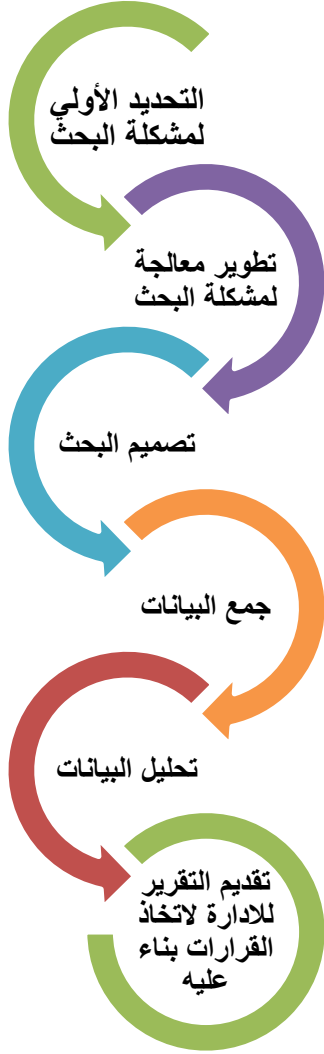 التحديد الأولي
لمشكلة البحث
تطوير معالجة
لمشكلة البحث
تصميم البحث
جمع البيانات
تحليل البيانات
تقديم التقرير
للادارة لاتخاذ
القرارات بناء
عليه